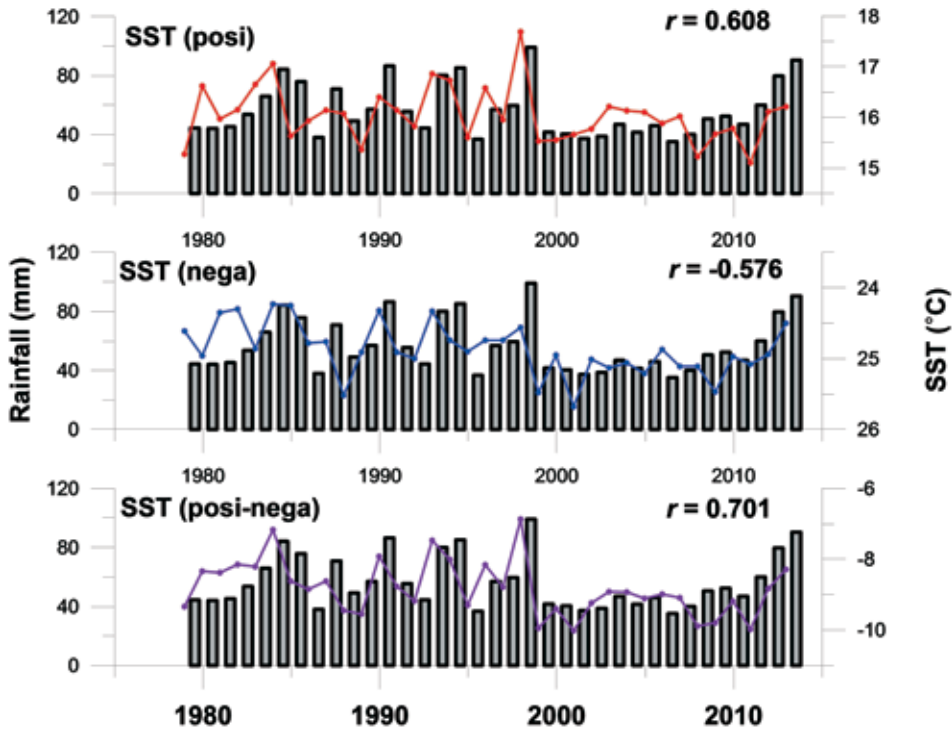 120 18
SST (posi) r = 0.608
17
80
16
40
15
0
1980 1990 2000 2010
120
SST (nega) r = -0.576
24
80
25
40
0 26
1980 1990 2000 2010
120 -6
SST (posi-nega) r = 0.701
80 -8
40
-10
0
1980 1990 2000 2010
Rainfall (mm)
SST (°C)